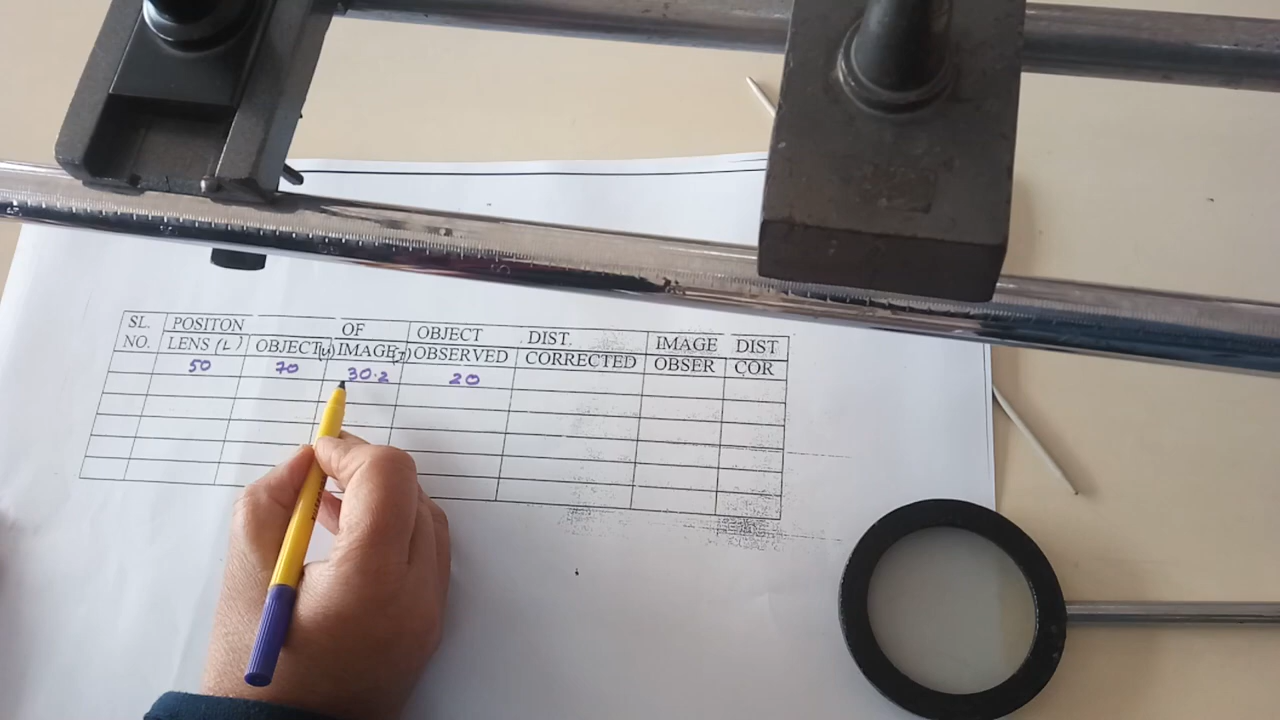 SL. POSITON OF OBJECT DIST. IMAGE DIST
NO. LENS (L) OBJECT(U) IMAGE(I) OBSERVED CORRECTED OBSER COR
50 70 30.2 20